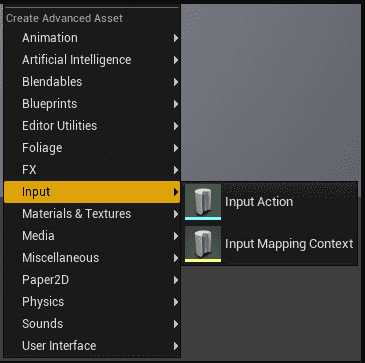 Create Advanced Asset
Animation
Artificial Intelligence
Blendables
Blueprints
Editor Utilities
Foliage
FX
Input
Input Action
Input Mapping Context
Materials & Textures
Media
Miscellaneous
Paper2D
Physics
Sounds
User Interface